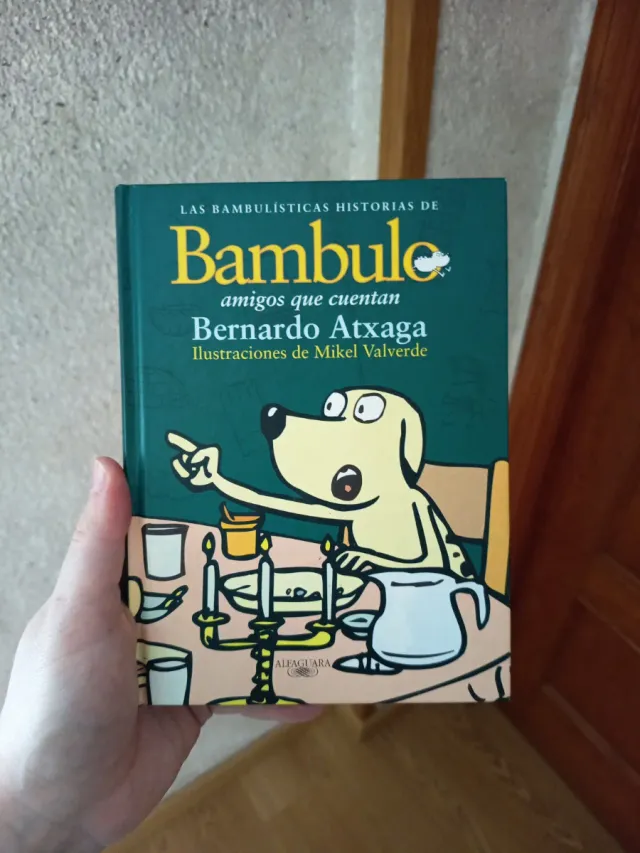 LAS BAMBULÍSTICAS HISTORIAS DE
Bambulo
amigos que cuentan
Bernardo Atxaga
Ilustraciones de Mikel Valverde
ALFAGUARA